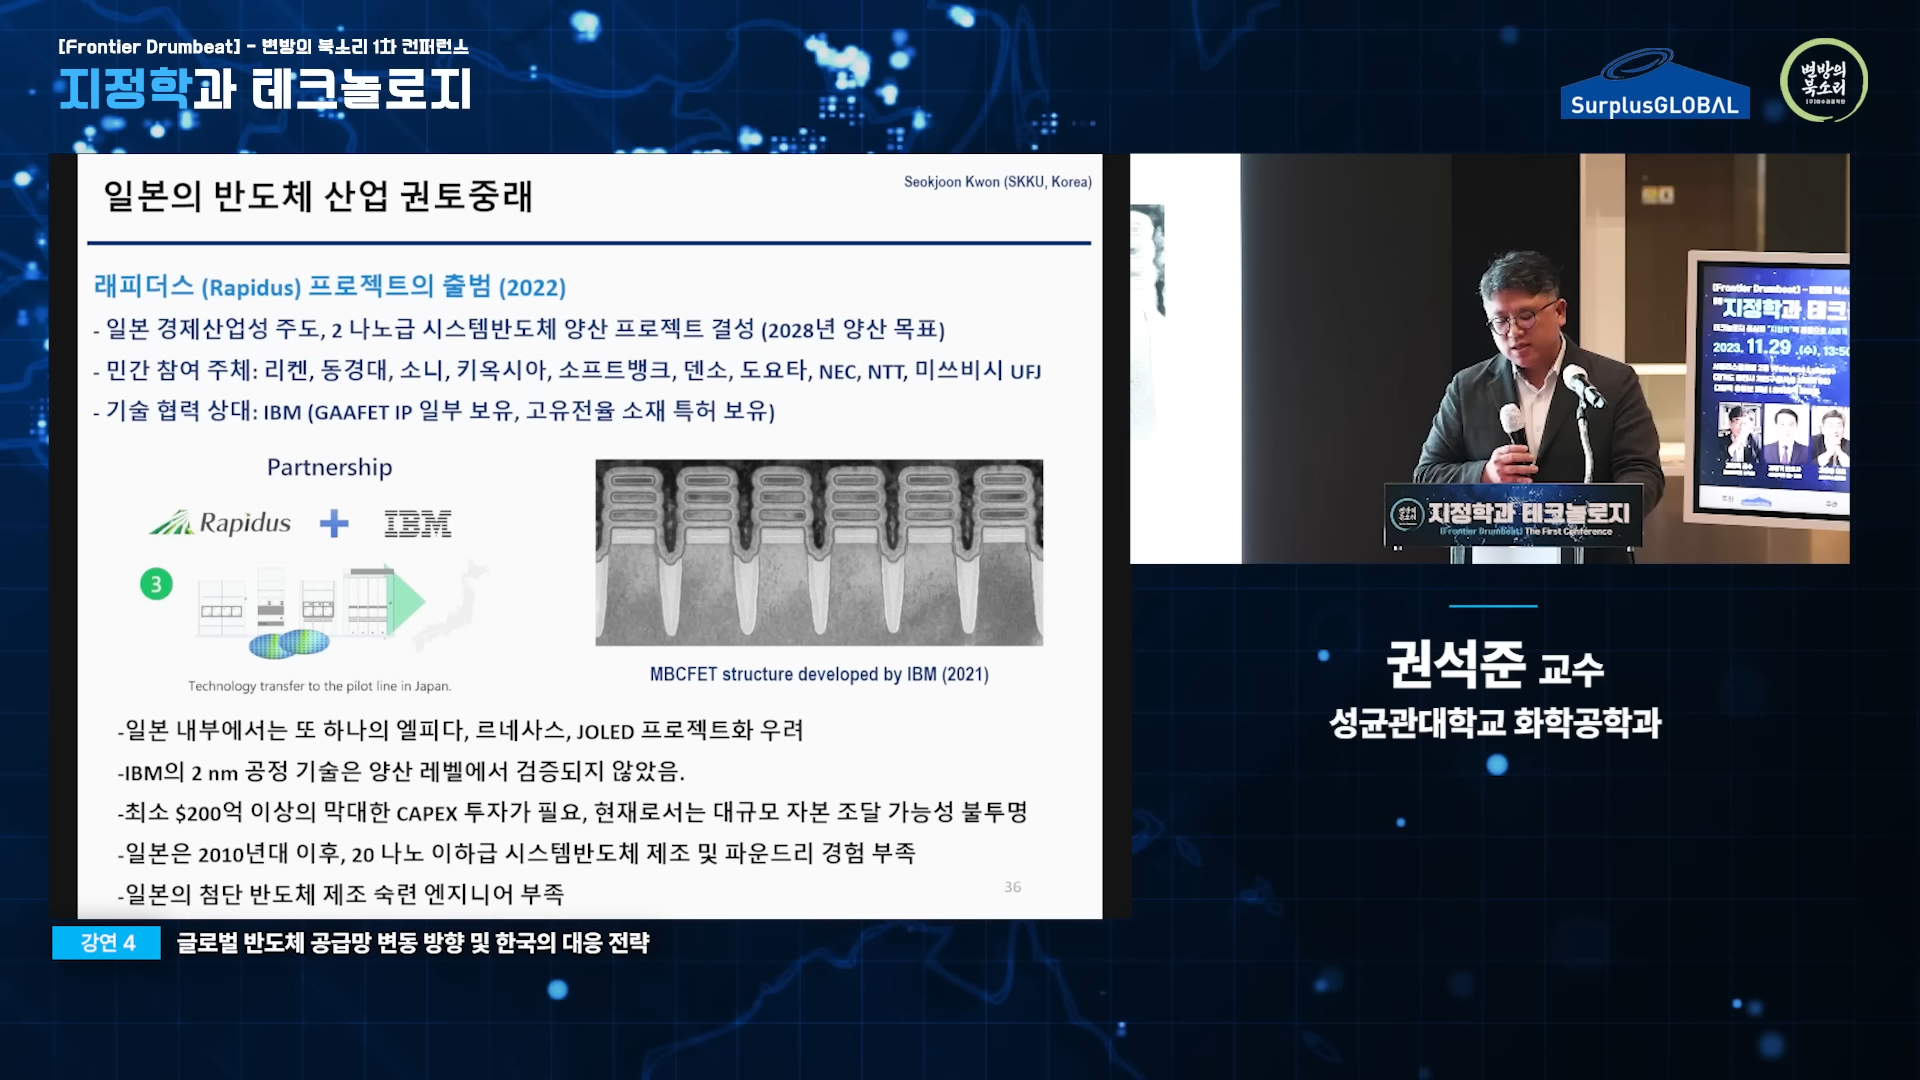 [Frontier Drumbeat] - 변방의 북소리 1차 컨퍼런스
지정학과 테크놀로지
SurplusGLOBAL
변방의
북소리
일본의 반도체 산업 권토중래
Seokjoon Kwon (SKKU, Korea)
래피더스 (Rapidus) 프로젝트의 출범 (2022)
- 일본 경제산업성 주도, 2 나노급 시스템반도체 양산 프로젝트 결성 (2028년 양산 목표)
- 민간 참여 주체: 리켄, 동경대, 소니, 키옥시아, 소프트뱅크, 덴소, 도요타, NEC, NTT, 미쓰비시 UFJ
- 기술 협력 상대: IBM (GAAFET IP 일부 보유, 고유전율 소재 특허 보유)
Partnership
Rapidus + IBM
3
Technology transfer to the pilot line in Japan.
MBCFET structure developed by IBM (2021)
-일본 내부에서는 또 하나의 엘피다, 르네사스, JOLED 프로젝트화 우려
-IBM의 2 nm 공정 기술은 양산 레벨에서 검증되지 않았음.
-최소 $200억 이상의 막대한 CAPEX 투자가 필요, 현재로서는 대규모 자본 조달 가능성 불투명
-일본은 2010년대 이후, 20 나노 이하급 시스템반도체 제조 및 파운드리 경험 부족
-일본의 첨단 반도체 제조 숙련 엔지니어 부족
36
[Frontier Drumbeat] - 변방의 북소
"지정학과 테크
2023. 11.29 .(수), 13:50
지정학과 테크놀로지
[Frontier Drumbeat] The First Conference
권석준 교수
성균관대학교 화학공학과
강연 4
글로벌 반도체 공급망 변동 방향 및 한국의 대응 전략